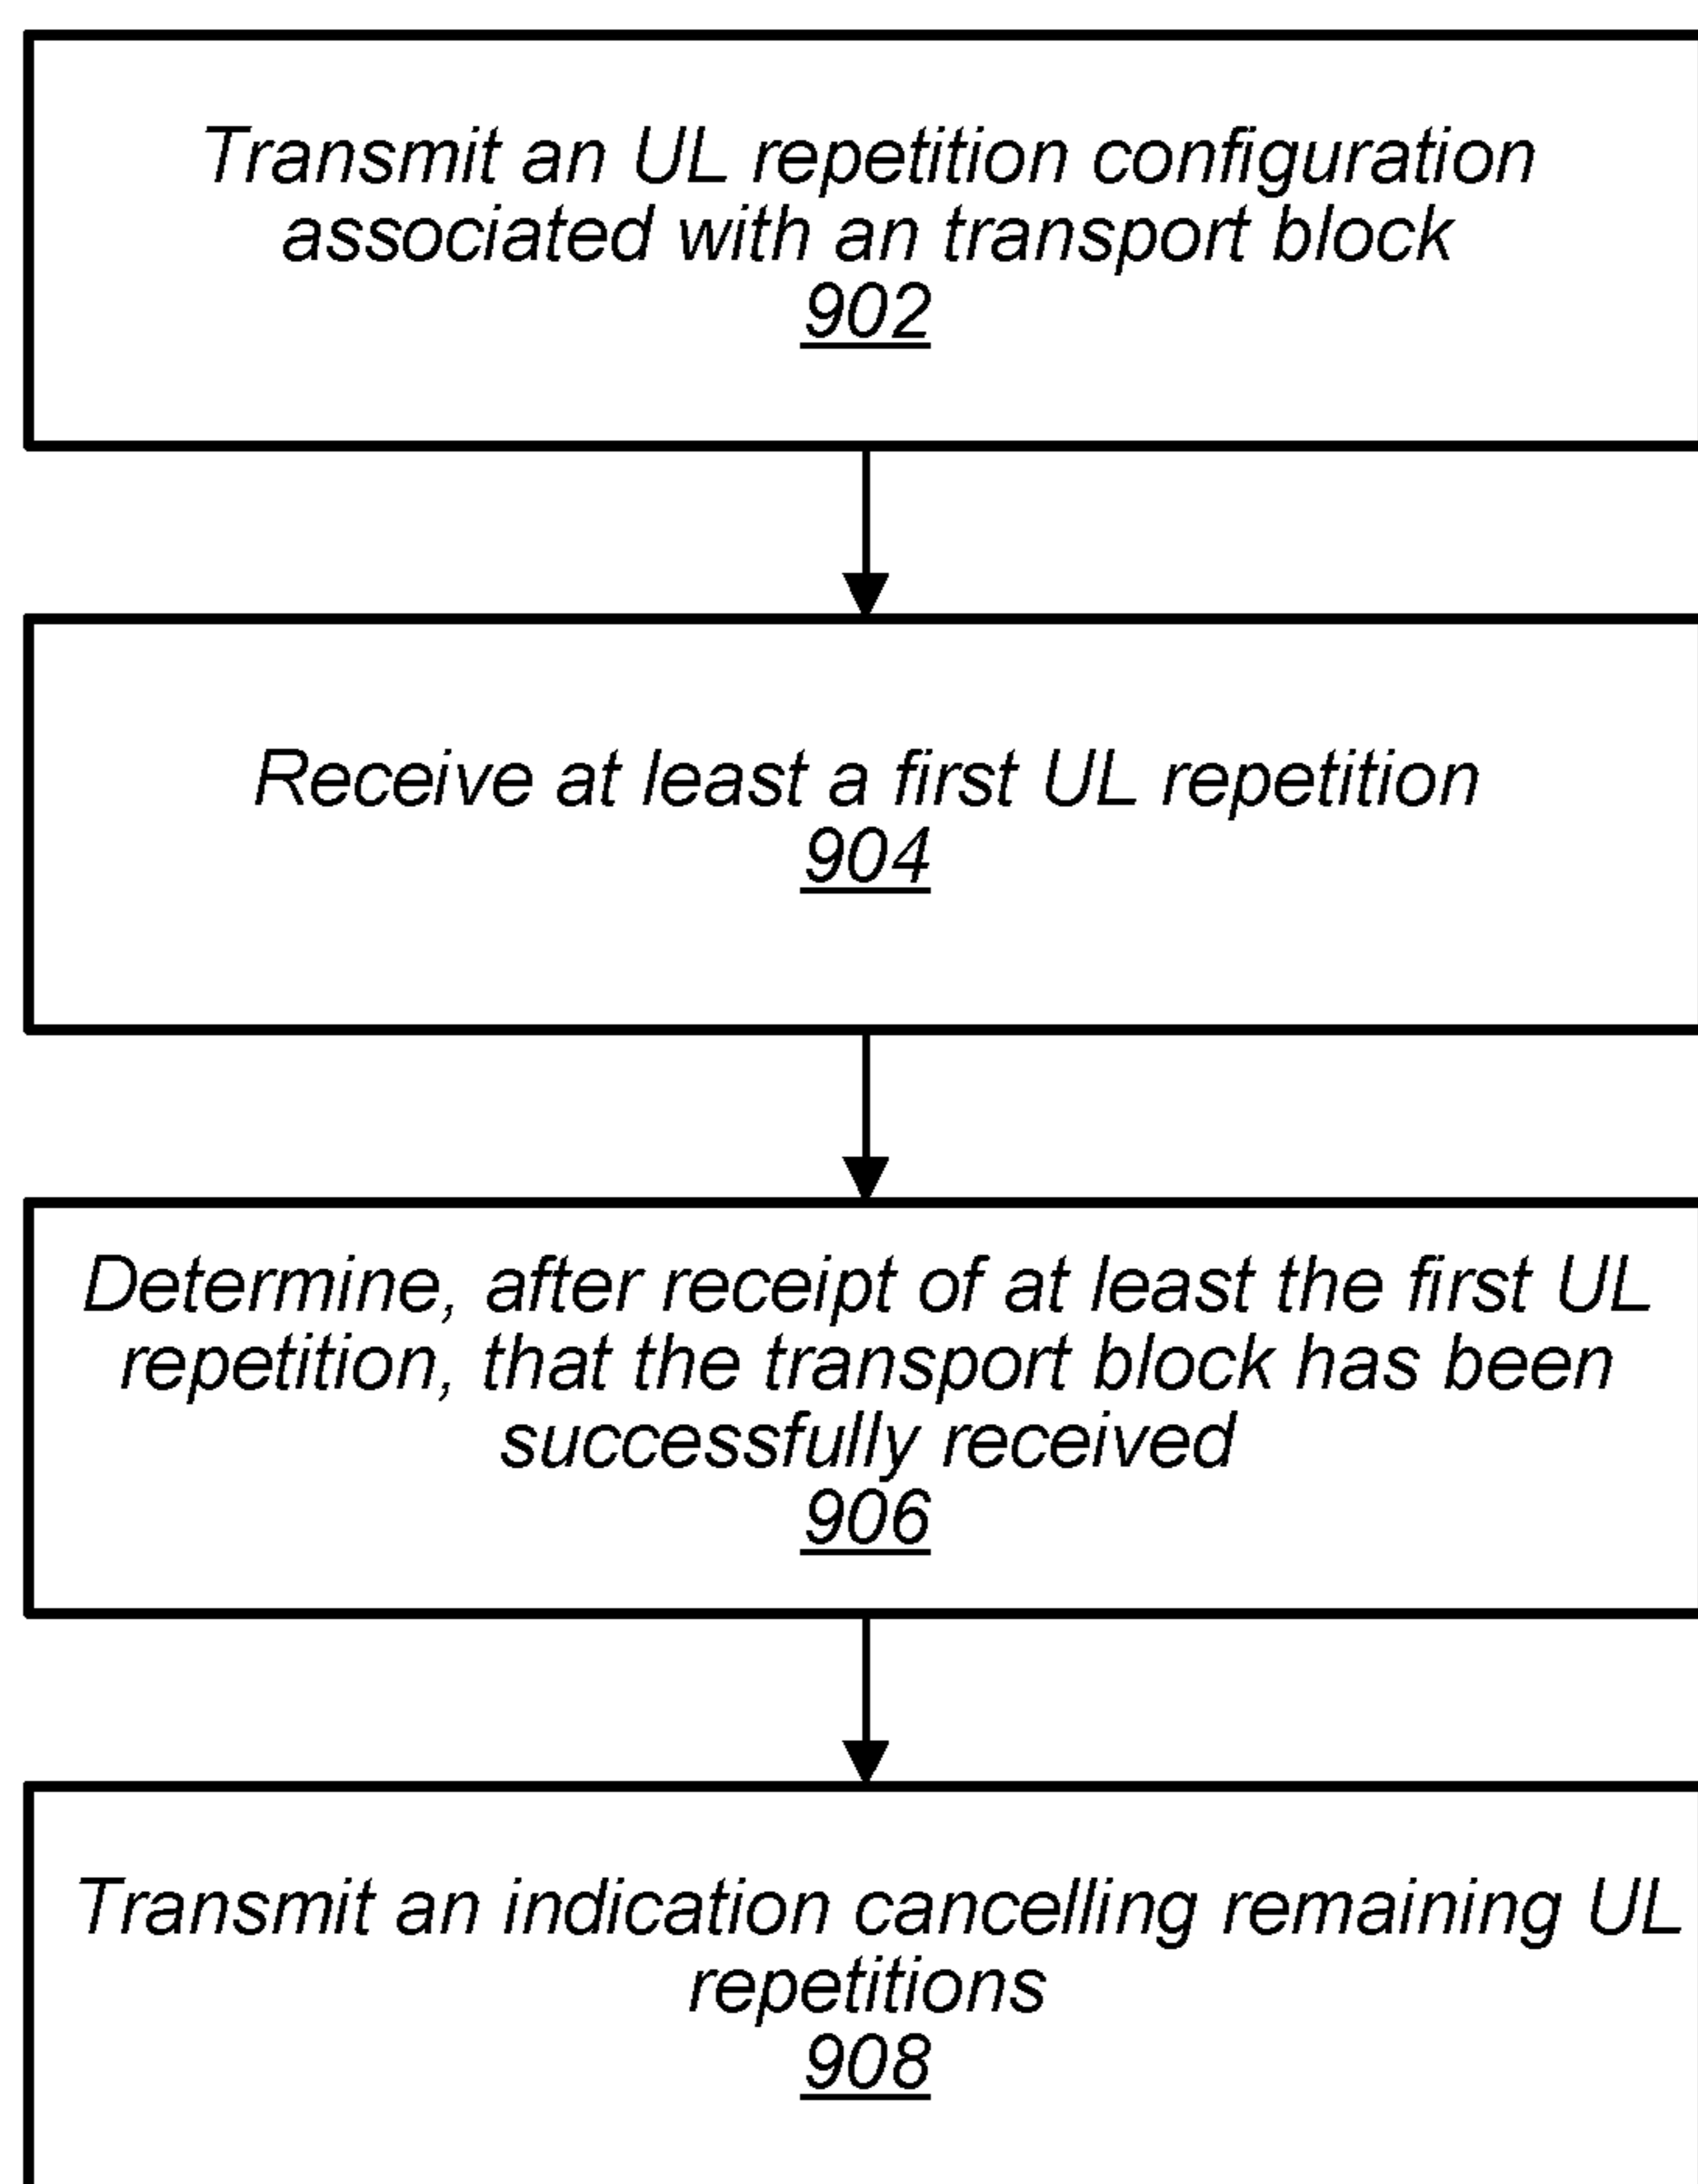 Transmit an UL repetition configuration
associated with an transport block
902
Receive at least a first UL repetition
904
Determine, after receipt of at least the first UL
repetition, that the transport block has been
successfully received
906
Transmit an indication cancelling remaining UL
repetitions
908